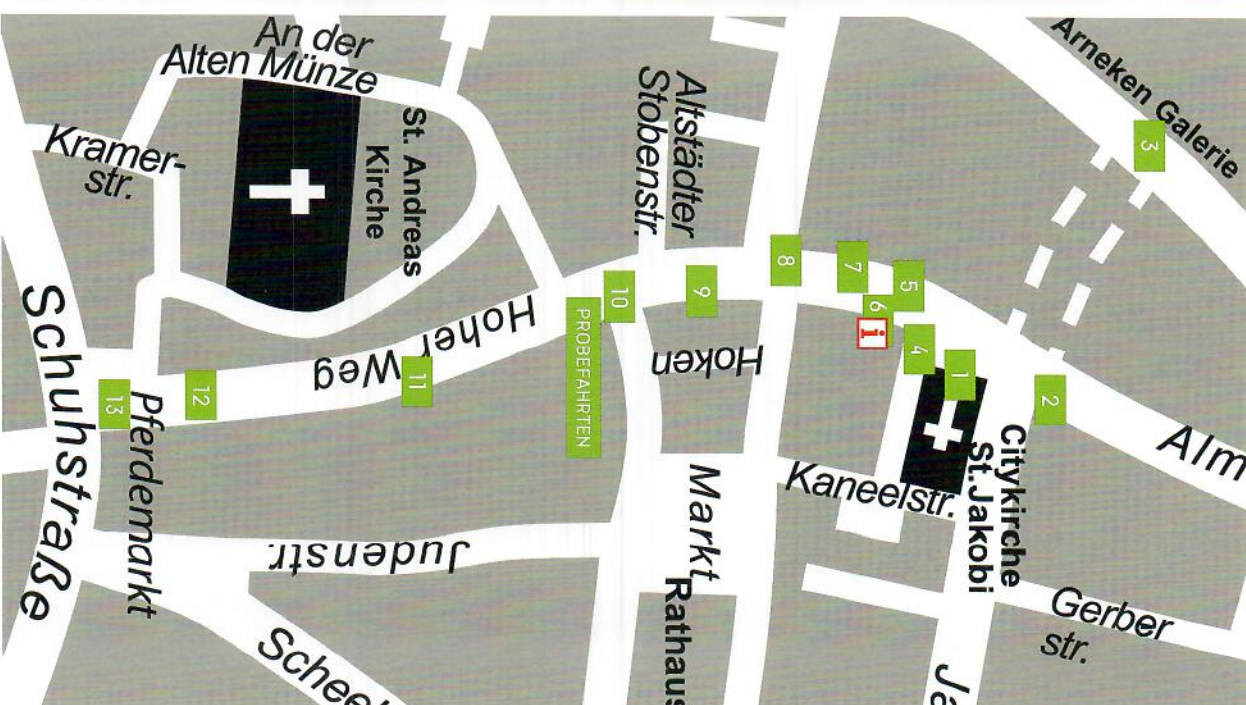 An der
Alten Münze
Kramer-
str.
St. Andreas
Kirche
Altstädter
Stobenstr.
Arneken Galerie
3
8
7
5
6
i
4
1
2
9
10
PROBEFAHRTEN
Hoher Weg
11
12
13
Hoken
Schuhstraße
Pferdemarkt
Judenstr.
Markt
Rathaus
Kaneelstr.
Citykirche
St.Jakobi
Alm
Gerber
str.
Ja
Scheel